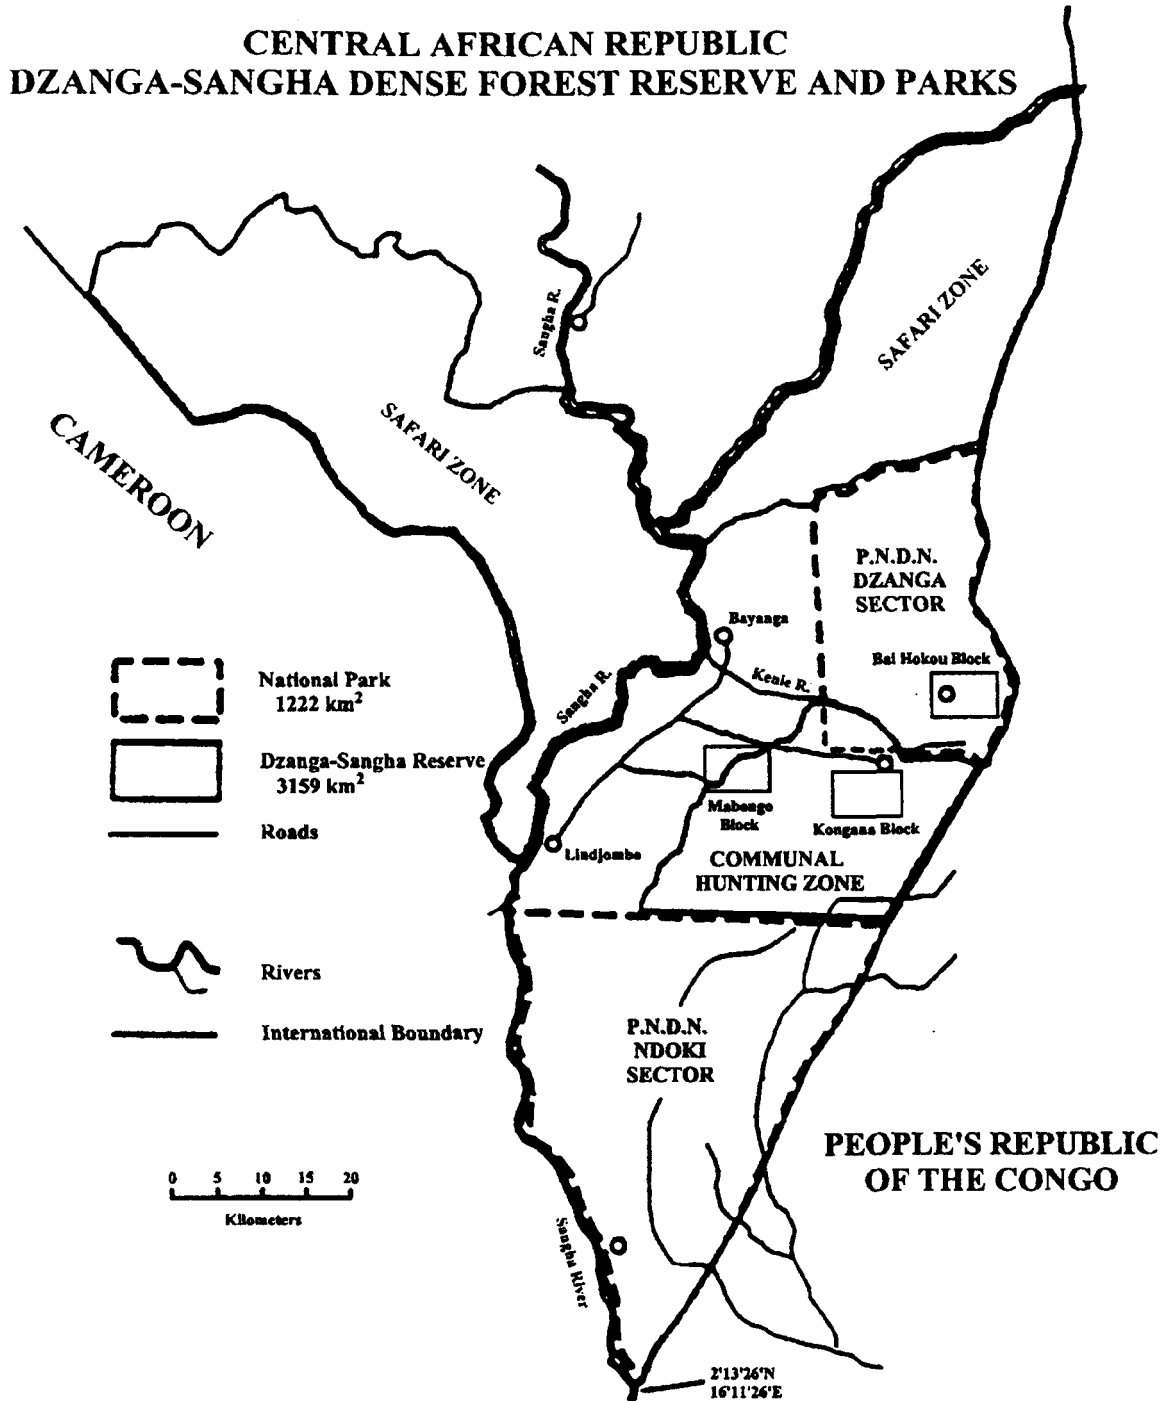 CENTRAL AFRICAN REPUBLIC
DZANGA-SANGHA DENSE FOREST RESERVE AND PARKS
SAFARI ZONE
Sangha R.
SAFARI ZONE
CAMEROON
P.N.D.N.
DZANGA
SECTOR
Bayanga
Bai Hokou Block
Kenie R.
Sangha R.
National Park
1222 km²
Dzanga-Sangha Reserve
3159 km²
Roads
Mabongo
Block
Kongana Block
Lindjombo
COMMUNAL
HUNTING ZONE
Rivers
International Boundary
P.N.D.N.
NDOKI
SECTOR
PEOPLE'S REPUBLIC
OF THE CONGO
0 5 10 15 20
Kilometers
Sangha River
2°13'26"N
16°11'26"E